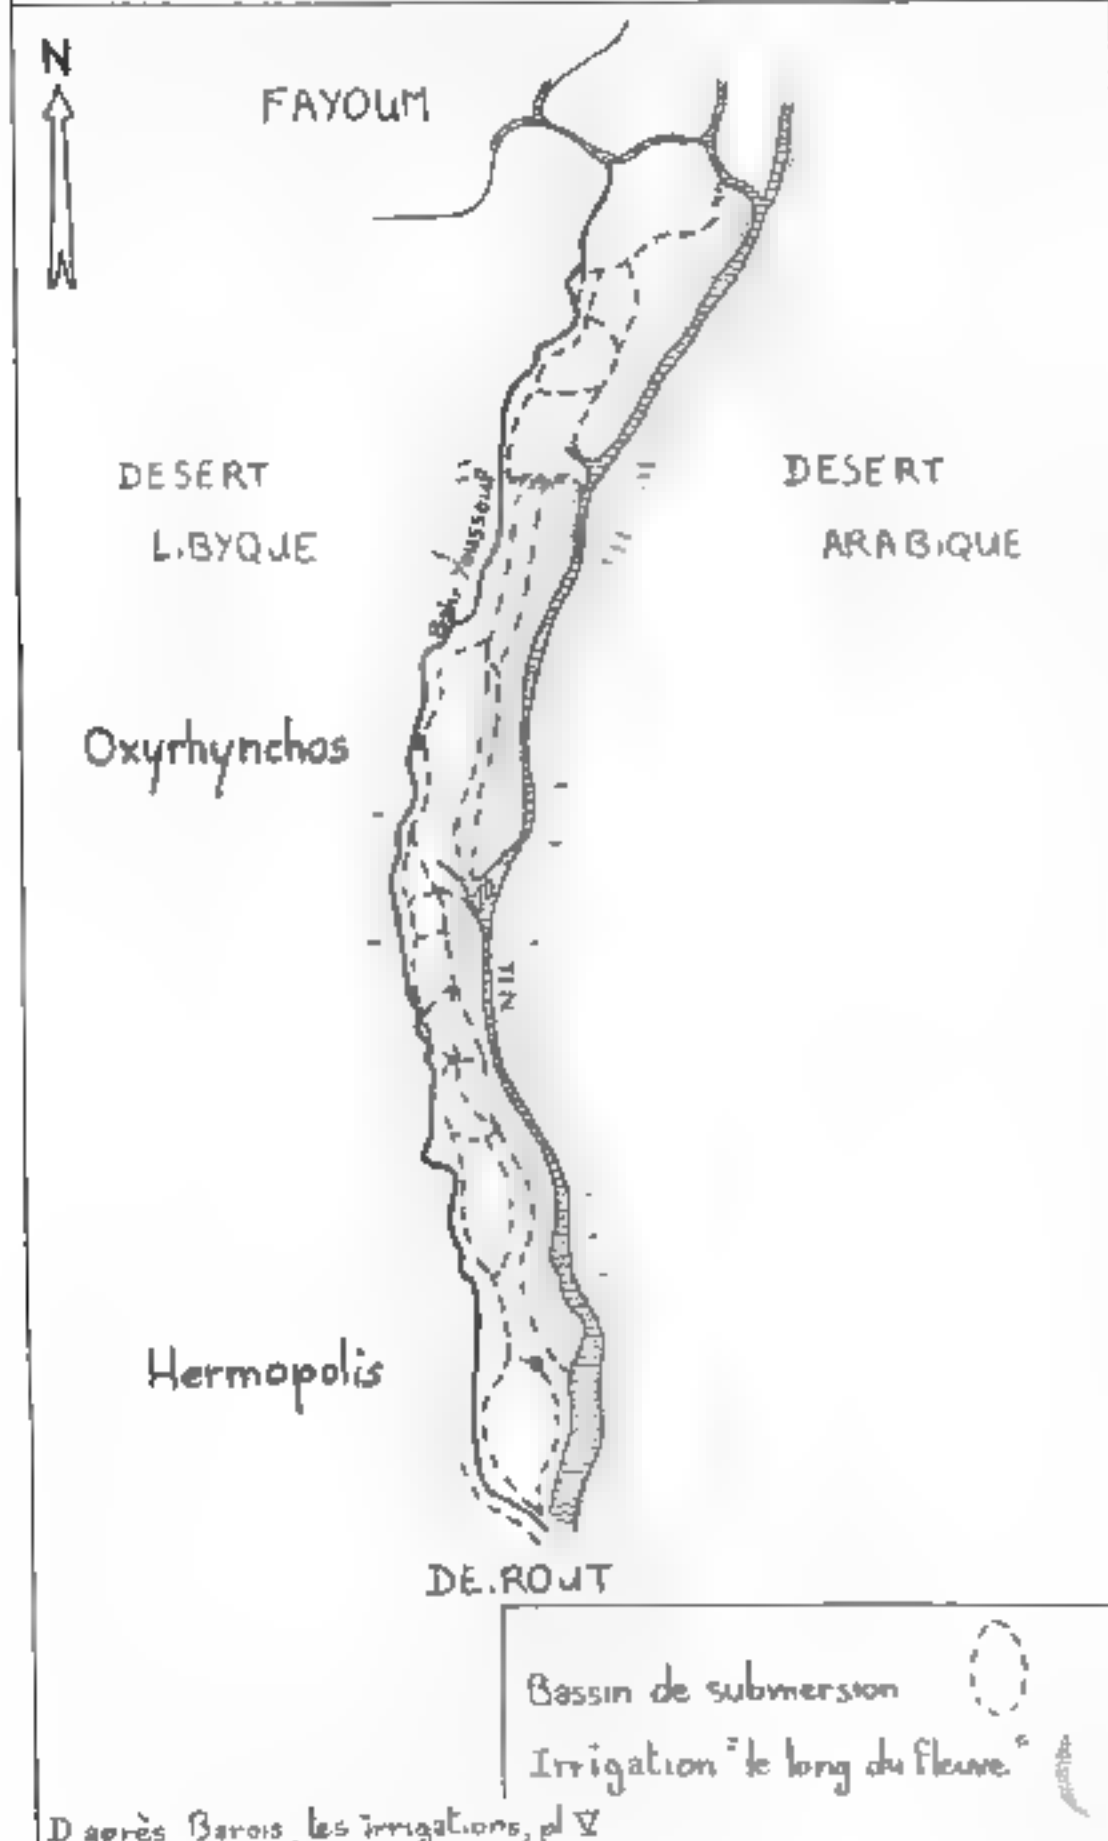 N
FAYOUM
DESERT
LIBYQUE
DESERT
ARABIQUE
Bahr Youssouf
Oxyrhynchos
NIL
Hermopolis
DEROUT
Bassin de submersion
Irrigation "le long du fleuve"
D après Barois, les irrigations, pl V